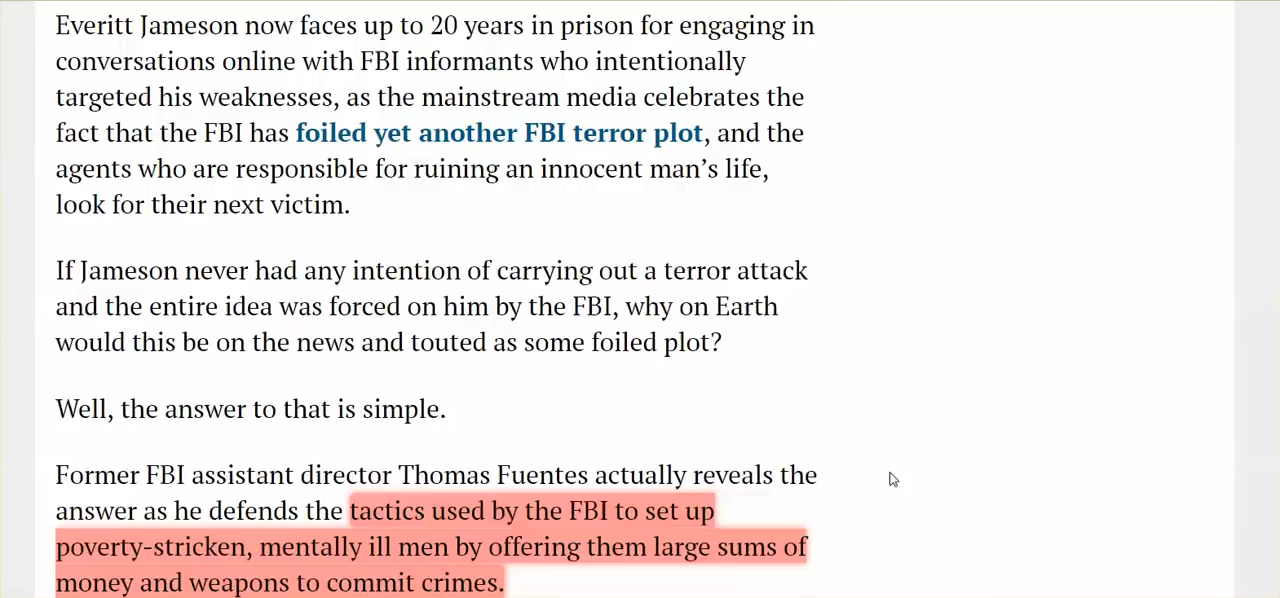 Everitt Jameson now faces up to 20 years in prison for engaging in
conversations online with FBI informants who intentionally
targeted his weaknesses, as the mainstream media celebrates the
fact that the FBI has foiled yet another FBI terror plot, and the
agents who are responsible for ruining an innocent man’s life,
look for their next victim.
If Jameson never had any intention of carrying out a terror attack
and the entire idea was forced on him by the FBI, why on Earth
would this be on the news and touted as some foiled plot?
Well, the answer to that is simple.
Former FBI assistant director Thomas Fuentes actually reveals the
answer as he defends the tactics used by the FBI to set up
poverty-stricken, mentally ill men by offering them large sums of
money and weapons to commit crimes.